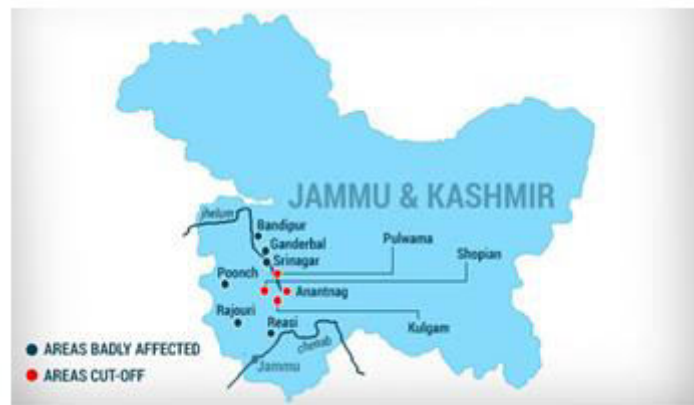 JAMMU & KASHMIR
jhelum
Bandipur
Ganderbal
Srinagar
Pulwama
Shopian
Poonch
Anantnag
Rajouri
Reasi
Kulgam
chenab
Jammu
AREAS BADLY AFFECTED
AREAS CUT-OFF